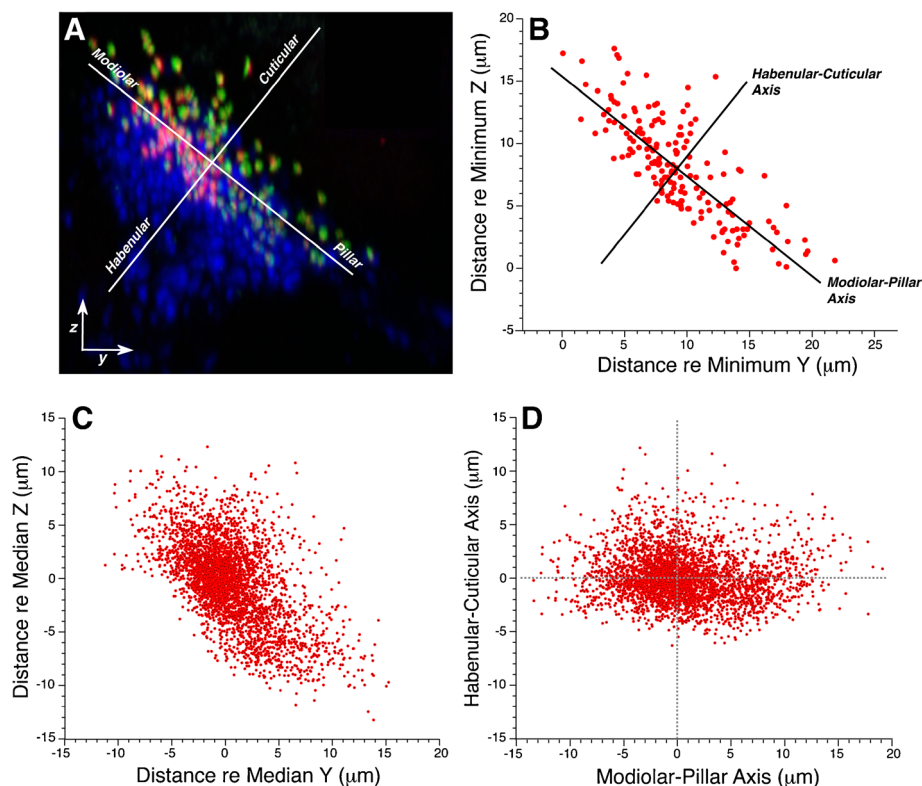 A
Modiolar
Cuticular
Habenular
Pillar
z
y
B
Distance re Minimum Z (μm)
20
15
10
5
0
-5
Habenular-Cuticular
Axis
Modiolar-Pillar
Axis
0
5
10
15
20
25
Distance re Minimum Y (μm)
C
Distance re Median Z (μm)
15
10
5
0
-5
-10
-15
-15
-10
-5
0
5
10
15
20
Distance re Median Y (μm)
D
Habenular-Cuticular Axis (μm)
15
10
5
0
-5
-10
-15
-15
-10
-5
0
5
10
15
20
Modiolar-Pillar Axis (μm)